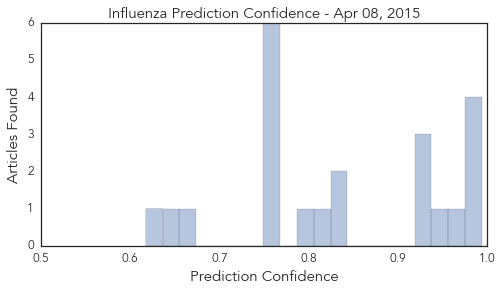 Influenza Prediction Confidence - Apr 08, 2015
Articles Found
6
5
4
3
2
1
0
0.5 0.6 0.7 0.8 0.9 1.0
Prediction Confidence